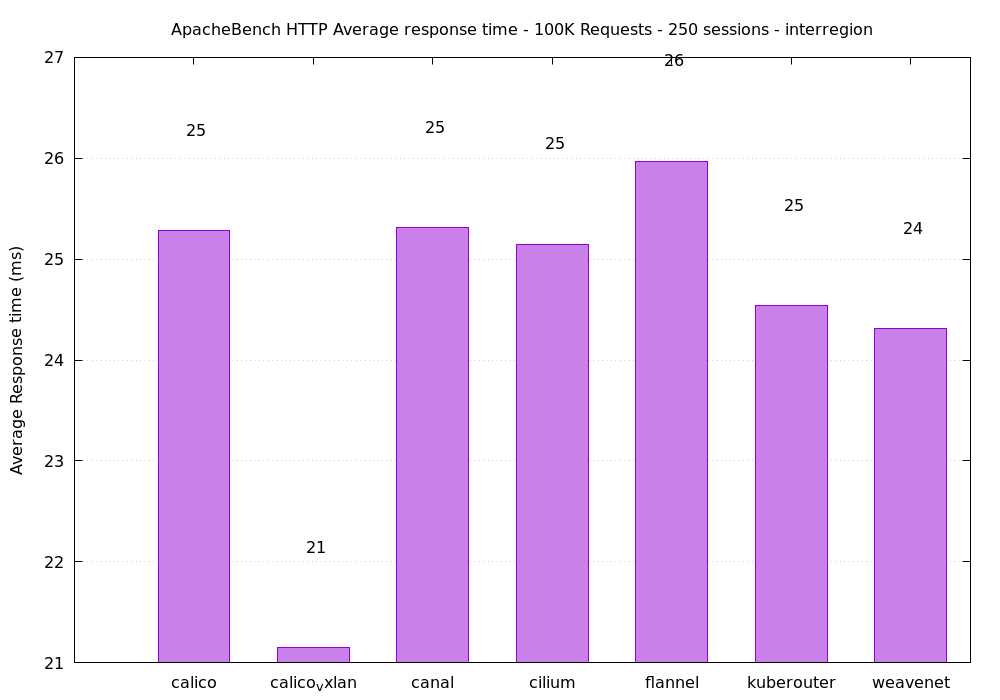 ApacheBench HTTP Average response time - 100K Requests - 250 sessions - interregion
Average Response time (ms)
27
26
25
24
23
22
21
25
21
25
25
26
25
24
calico
calicovxlan
canal
cilium
flannel
kuberouter
weavenet